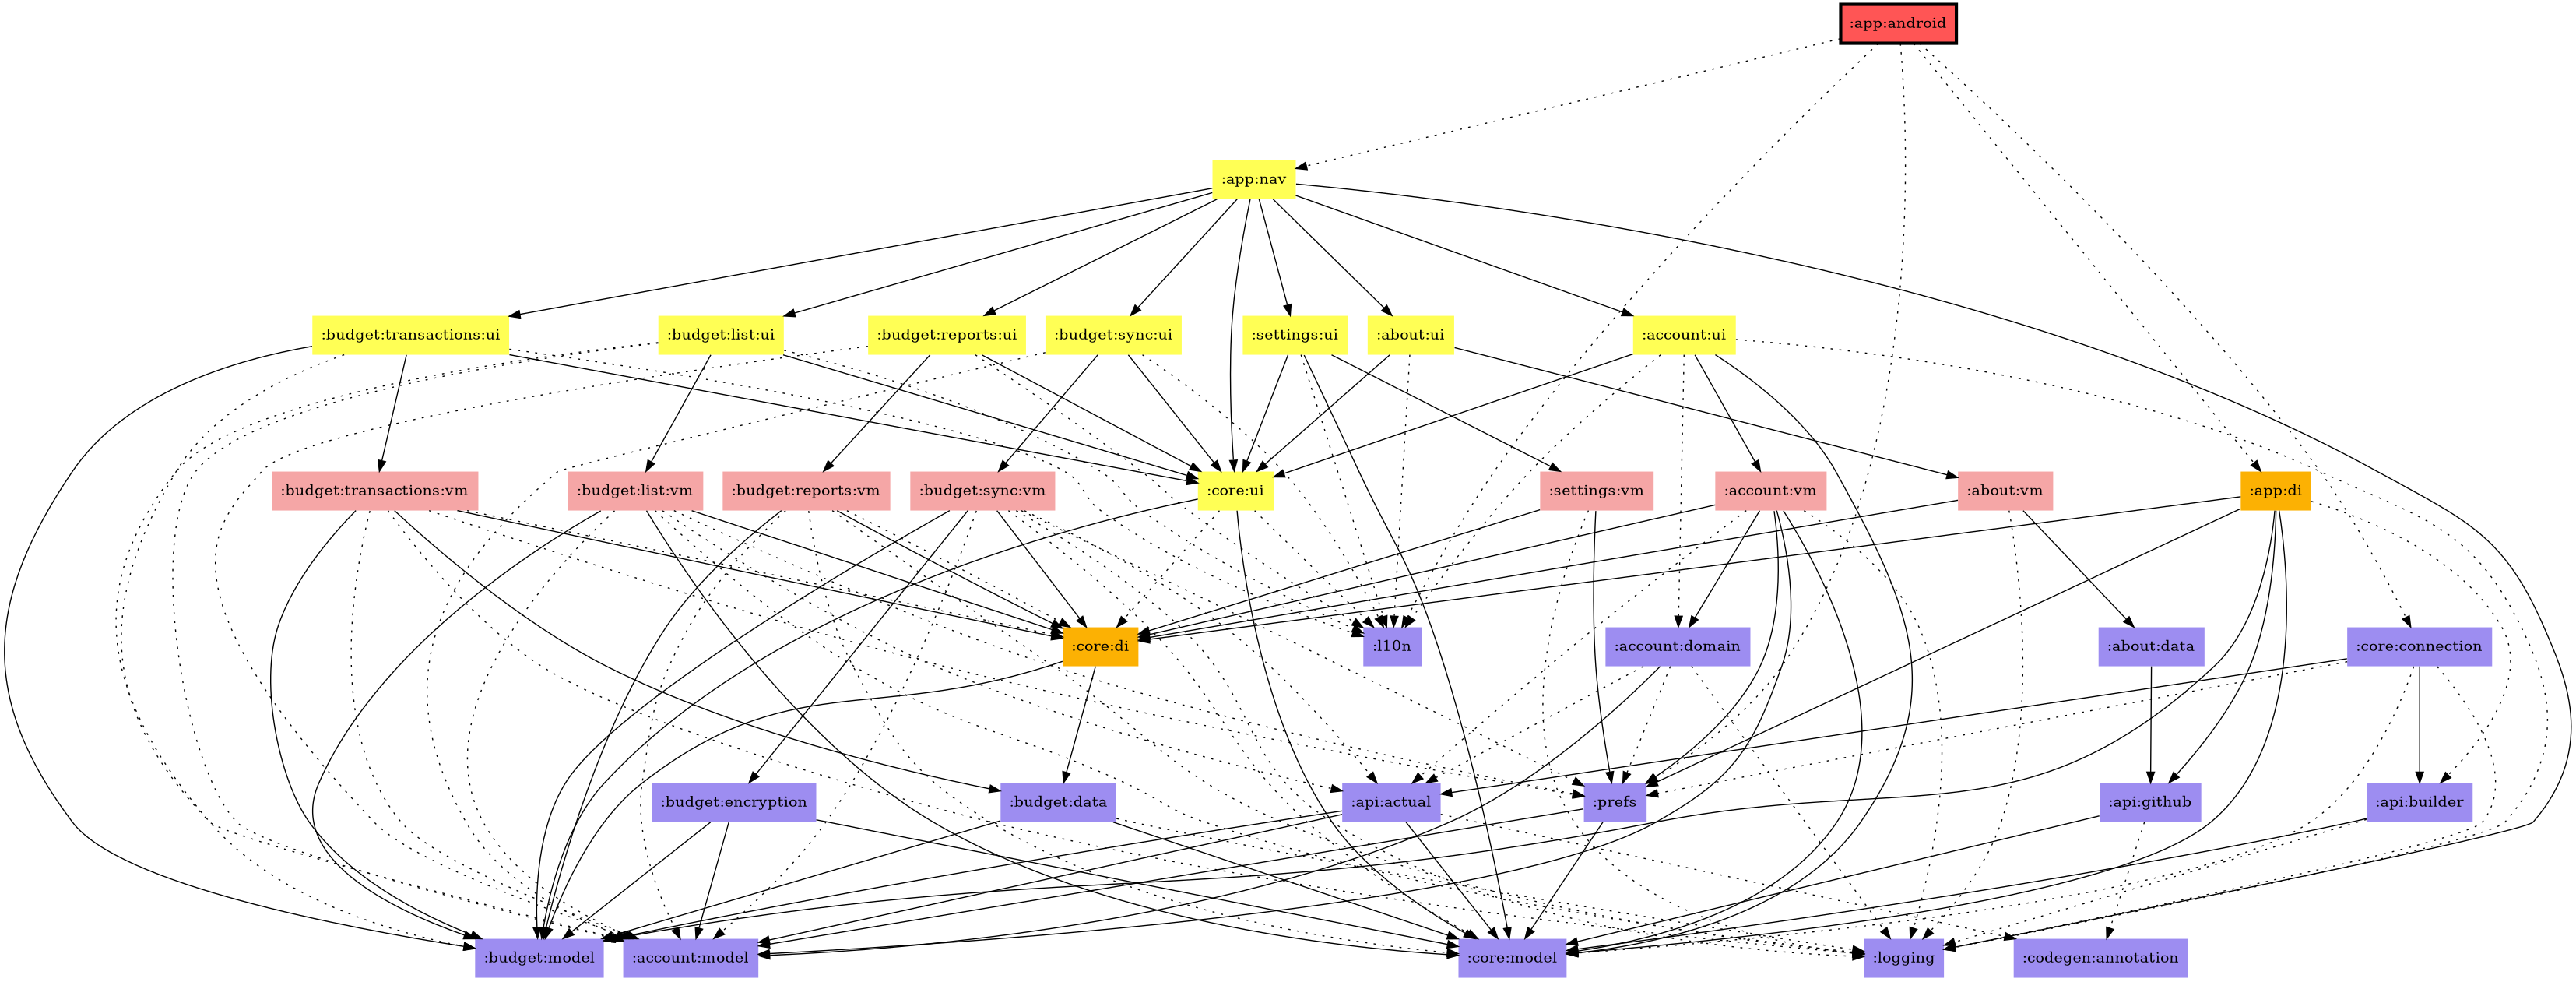 :app:android
:app:nav
:budget:transactions:ui
:budget:list:ui
:budget:reports:ui
:budget:sync:ui
:settings:ui
:about:ui
:account:ui
:budget:transactions:vm
:budget:list:vm
:budget:reports:vm
:budget:sync:vm
:core:ui
:settings:vm
:account:vm
:about:vm
:app:di
:core:di
:l10n
:account:domain
:about:data
:core:connection
:budget:encryption
:budget:data
:api:actual
:prefs
:api:github
:api:builder
:budget:model
:account:model
:core:model
:logging
:codegen:annotation